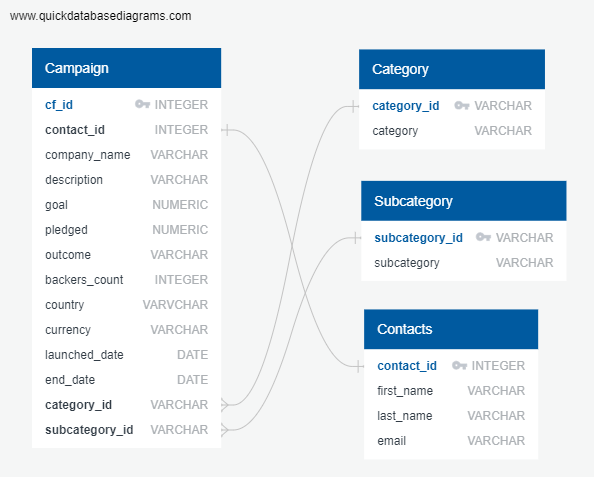 www.quickdatabasediagrams.com
Campaign
cf_id INTEGER
contact_id INTEGER
company_name VARCHAR
description VARCHAR
goal NUMERIC
pledged NUMERIC
outcome VARCHAR
backers_count INTEGER
country VARVCHAR
currency VARCHAR
launched_date DATE
end_date DATE
category_id VARCHAR
subcategory_id VARCHAR
Category
category_id VARCHAR
category VARCHAR
Subcategory
subcategory_id VARCHAR
subcategory VARCHAR
Contacts
contact_id INTEGER
first_name VARCHAR
last_name VARCHAR
email VARCHAR